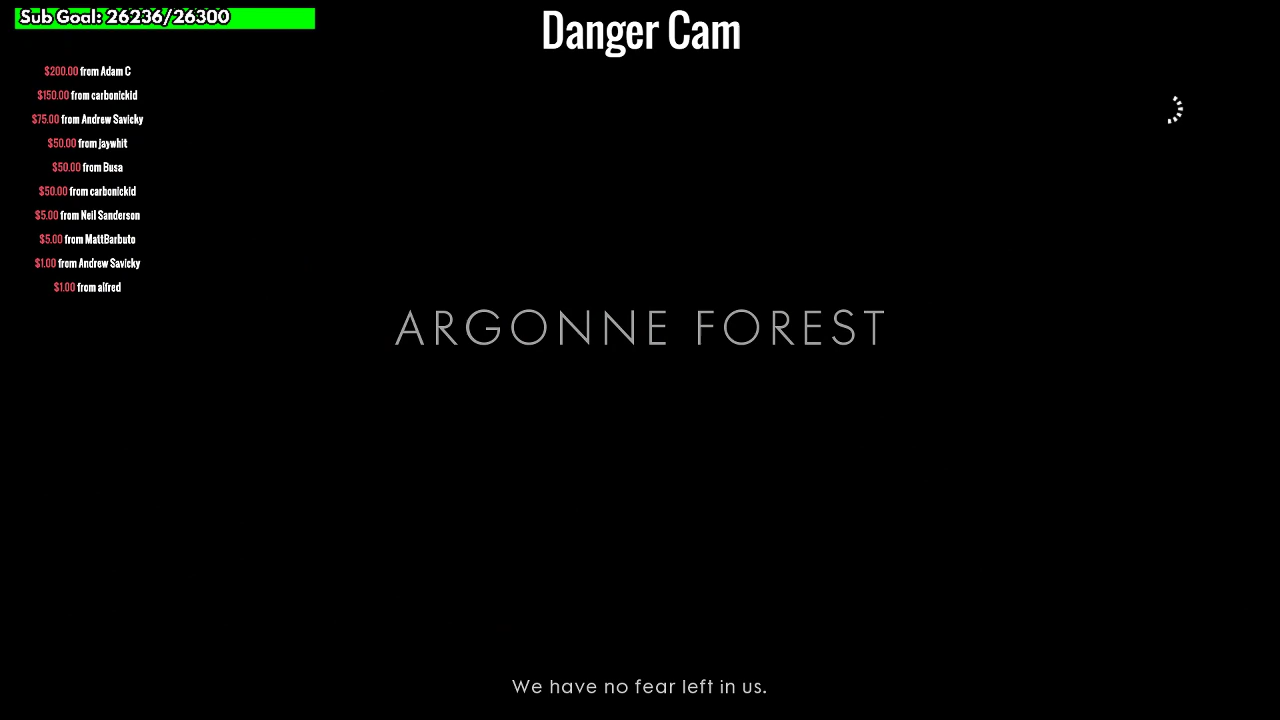 Sub Goal: 26236/26300
Danger Cam
$200.00 from Adam C
$150.00 from carbonickid
$75.00 from Andrew Savicky
$50.00 from jaywhit
$50.00 from Busa
$50.00 from carbonickid
$5.00 from Neil Sanderson
$5.00 from MattBarbuto
$1.00 from Andrew Savicky
$1.00 from alfred
ARGONNE FOREST
We have no fear left in us.